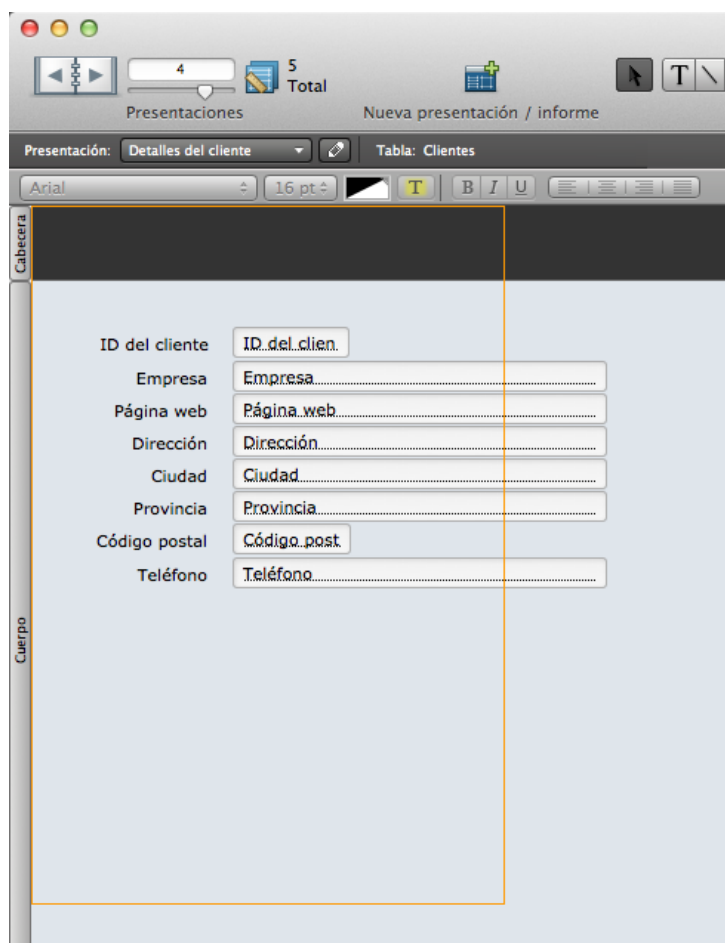 4
5
Total
Presentaciones
Nueva presentación / informe
T
Presentación:
Detalles del cliente
Tabla: Clientes
Arial
16 pt
T
B I U
Cabecera
ID del cliente
ID del clien
Empresa
Empresa
Página web
Página web
Dirección
Dirección
Ciudad
Ciudad
Provincia
Provincia
Código postal
Código post
Teléfono
Teléfono
Cuerpo